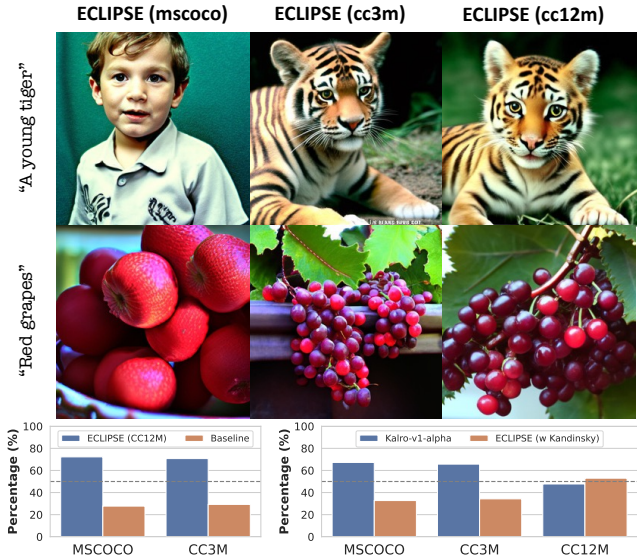 ECLIPSE (mscoco) ECLIPSE (cc3m) ECLIPSE (cc12m)
“A young tiger”
“Red grapes”
100
80
60
40
20
0
Percentage (%)
ECLIPSE (CC12M) Baseline
MSCOCO CC3M
100
80
60
40
20
0
Percentage (%)
Kalro-v1-alpha ECLIPSE (w Kandinsky)
MSCOCO CC3M CC12M